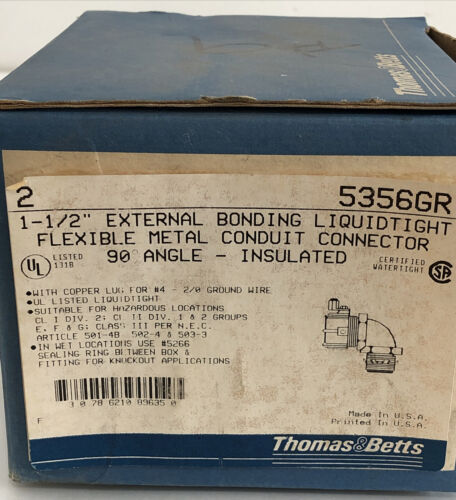 Thomas&Betts
2 5356GR
1-1/2" EXTERNAL BONDING LIQUIDTIGHT
FLEXIBLE METAL CONDUIT CONNECTOR
90 ANGLE - INSULATED
UL LISTED
131B
CERTIFIED
WATERTIGHT
SA
•WITH COPPER LUG FOR #4 - 2/0 GROUND WIRE
•UL LISTED LIQUIDTIGHT
•SUITABLE FOR HAZARDOUS LOCATIONS
CL I DIV. 2; CL II DIV. 1 & 2 GROUPS
E, F & G; CLASS III PER N.E.C.
ARTICLE 501-4B, 502-4 & 503-3
•IN WET LOCATIONS USE #5266
SEALING RING BETWEEN BOX &
FITTING FOR KNOCKOUT APPLICATIONS
3 0 78 6210 89635 0
F
Made In U.S.A.
Printed In U.S.A.
Thomas&Betts